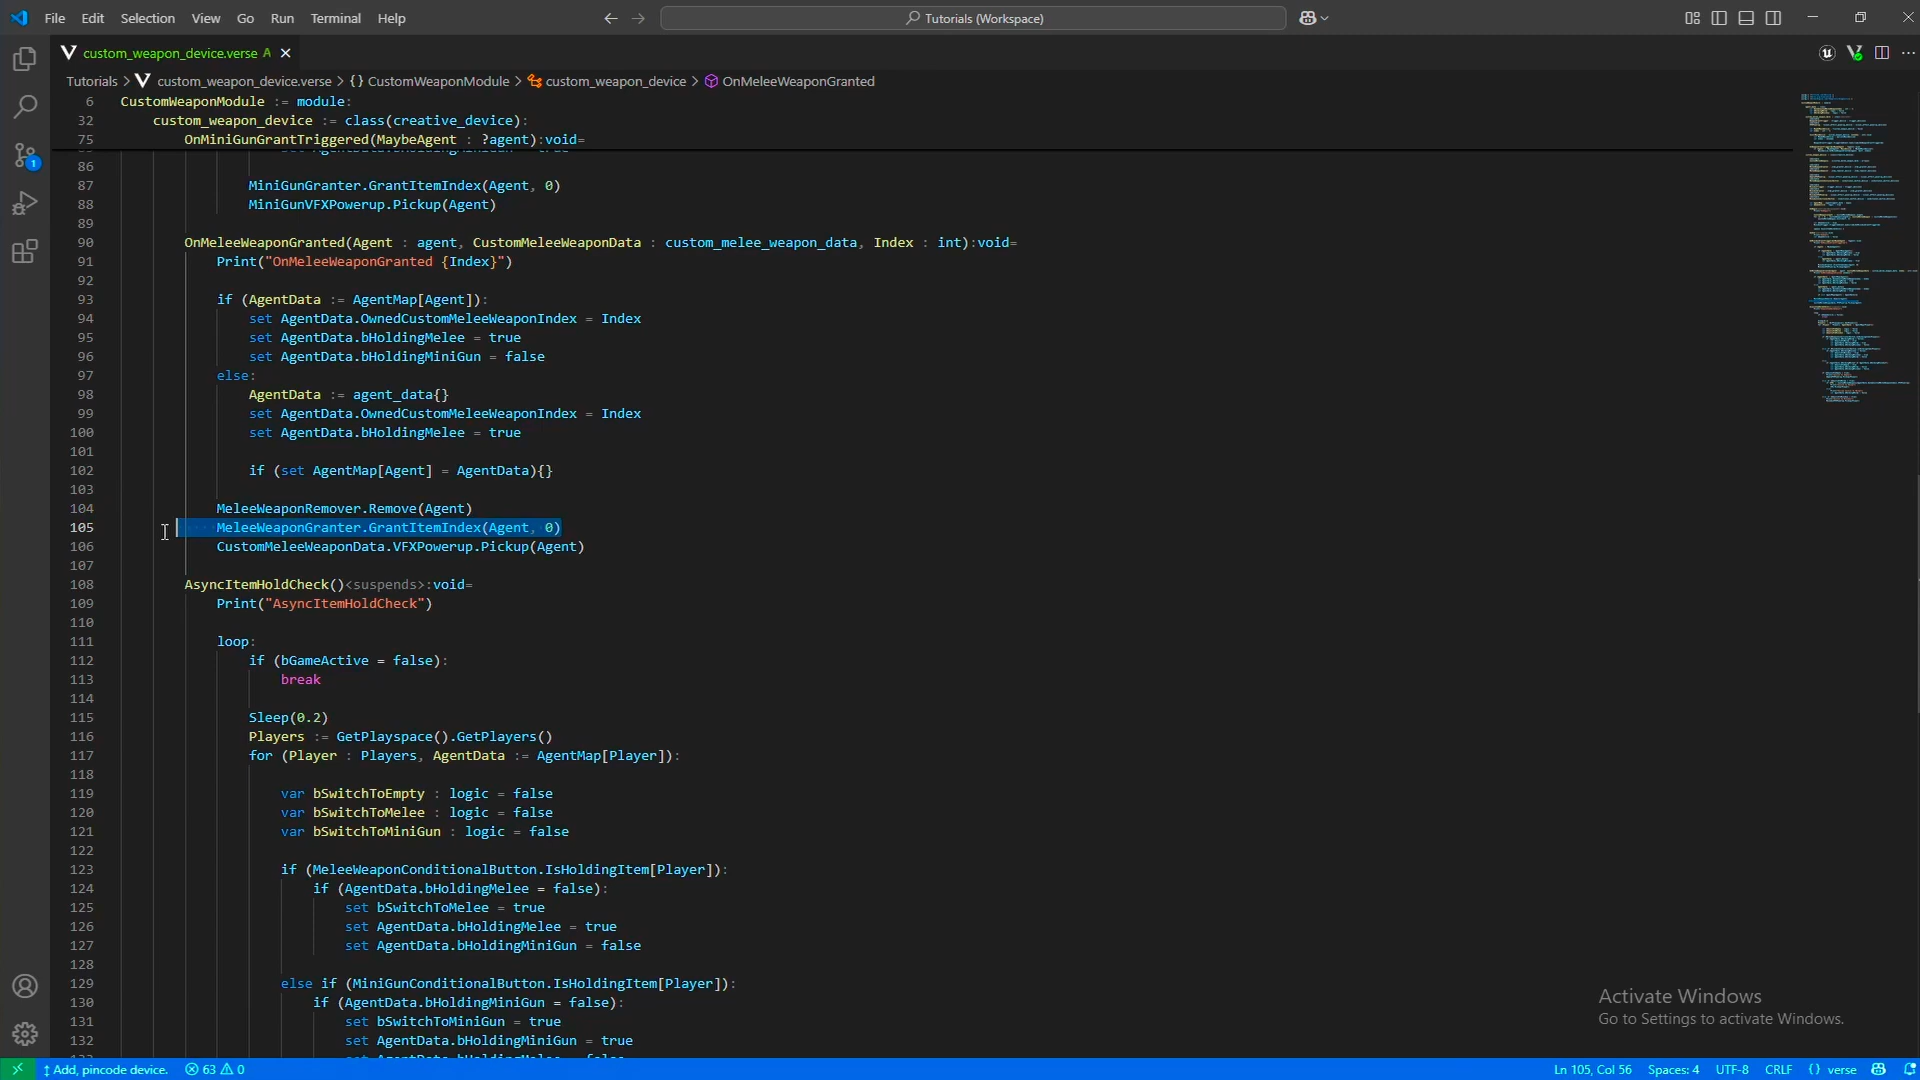 File Edit Selection View Go Run Terminal Help
Tutorials (Workspace)
custom_weapon_device.verse A
Tutorials > custom_weapon_device.verse > {} CustomWeaponModule > custom_weapon_device > OnMeleeWeaponGranted
6 CustomWeaponModule := module:
32 custom_weapon_device := class(creative_device):
75 OnMiniGunGrantTriggered(MaybeAgent : ?agent):void=
86
87 MiniGunGranter.GrantItemIndex(Agent, 0)
88 MiniGunVFXPowerup.Pickup(Agent)
89
90 OnMeleeWeaponGranted(Agent : agent, CustomMeleeWeaponData : custom_melee_weapon_data, Index : int):void=
91 Print("OnMeleeWeaponGranted {Index}")
92
93 if (AgentData := AgentMap[Agent]):
94 set AgentData.OwnedCustomMeleeWeaponIndex = Index
95 set AgentData.bHoldingMelee = true
96 set AgentData.bHoldingMiniGun = false
97 else:
98 AgentData := agent_data{}
99 set AgentData.OwnedCustomMeleeWeaponIndex = Index
100 set AgentData.bHoldingMelee = true
101
102 if (set AgentMap[Agent] = AgentData){}
103
104 MeleeWeaponRemover.Remove(Agent)
105 MeleeWeaponGranter.GrantItemIndex(Agent, 0)
106 CustomMeleeWeaponData.VFXPowerup.Pickup(Agent)
107
108 AsyncItemHoldCheck()<suspends>:void=
109 Print("AsyncItemHoldCheck")
110
111 loop:
112 if (bGameActive = false):
113 break
114
115 Sleep(0.2)
116 Players := GetPlayspace().GetPlayers()
117 for (Player : Players, AgentData := AgentMap[Player]):
118
119 var bSwitchToEmpty : logic = false
120 var bSwitchToMelee : logic = false
121 var bSwitchToMiniGun : logic = false
122
123 if (MeleeWeaponConditionalButton.IsHoldingItem[Player]):
124 if (AgentData.bHoldingMelee = false):
125 set bSwitchToMelee = true
126 set AgentData.bHoldingMelee = true
127 set AgentData.bHoldingMiniGun = false
128
129 else if (MiniGunConditionalButton.IsHoldingItem[Player]):
130 if (AgentData.bHoldingMiniGun = false):
131 set bSwitchToMiniGun = true
132 set AgentData.bHoldingMiniGun = true
Activate Windows
Go to Settings to activate Windows.
1
Add, pincode device. 63 0 Ln 105, Col 56 Spaces: 4 UTF-8 CRLF {} verse